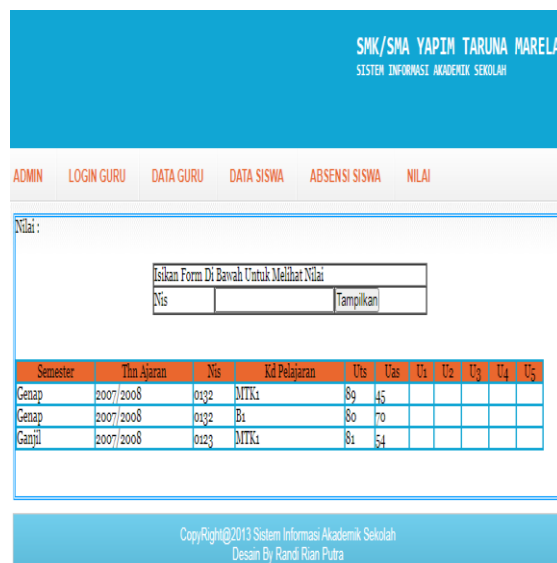 SMK/SMA YAPIM TARUNA MARELA
SISTEM INFORMASI AKADEMIK SEKOLAH
ADMIN LOGIN GURU DATA GURU DATA SISWA ABSENSI SISWA NILAI
Nilai :
Isikan Form Di Bawah Untuk Melihat Nilai
Nis Tampilkan
Semester Thn Ajaran Nis Kd Pelajaran Uts Uas U1 U2 U3 U4 U5
Genap 2007/2008 0132 MTK1 89 45
Genap 2007/2008 0132 B1 80 70
Ganjil 2007/2008 0123 MTK1 81 54
CopyRight@2013 Sistem Informasi Akademik Sekolah
Desain By Randi Rian Putra